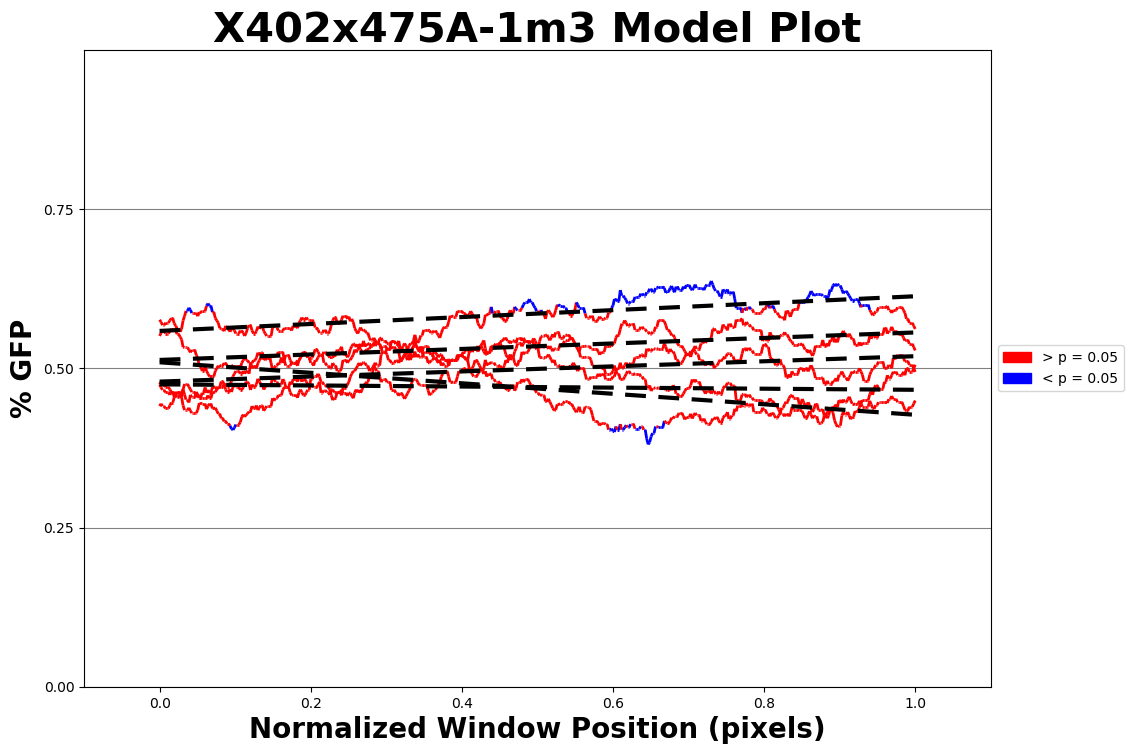 X402x475A-1m3 Model Plot
% GFP
0.75
0.50
0.25
0.00
0.0 0.2 0.4 0.6 0.8 1.0
Normalized Window Position (pixels)
> p = 0.05
< p = 0.05